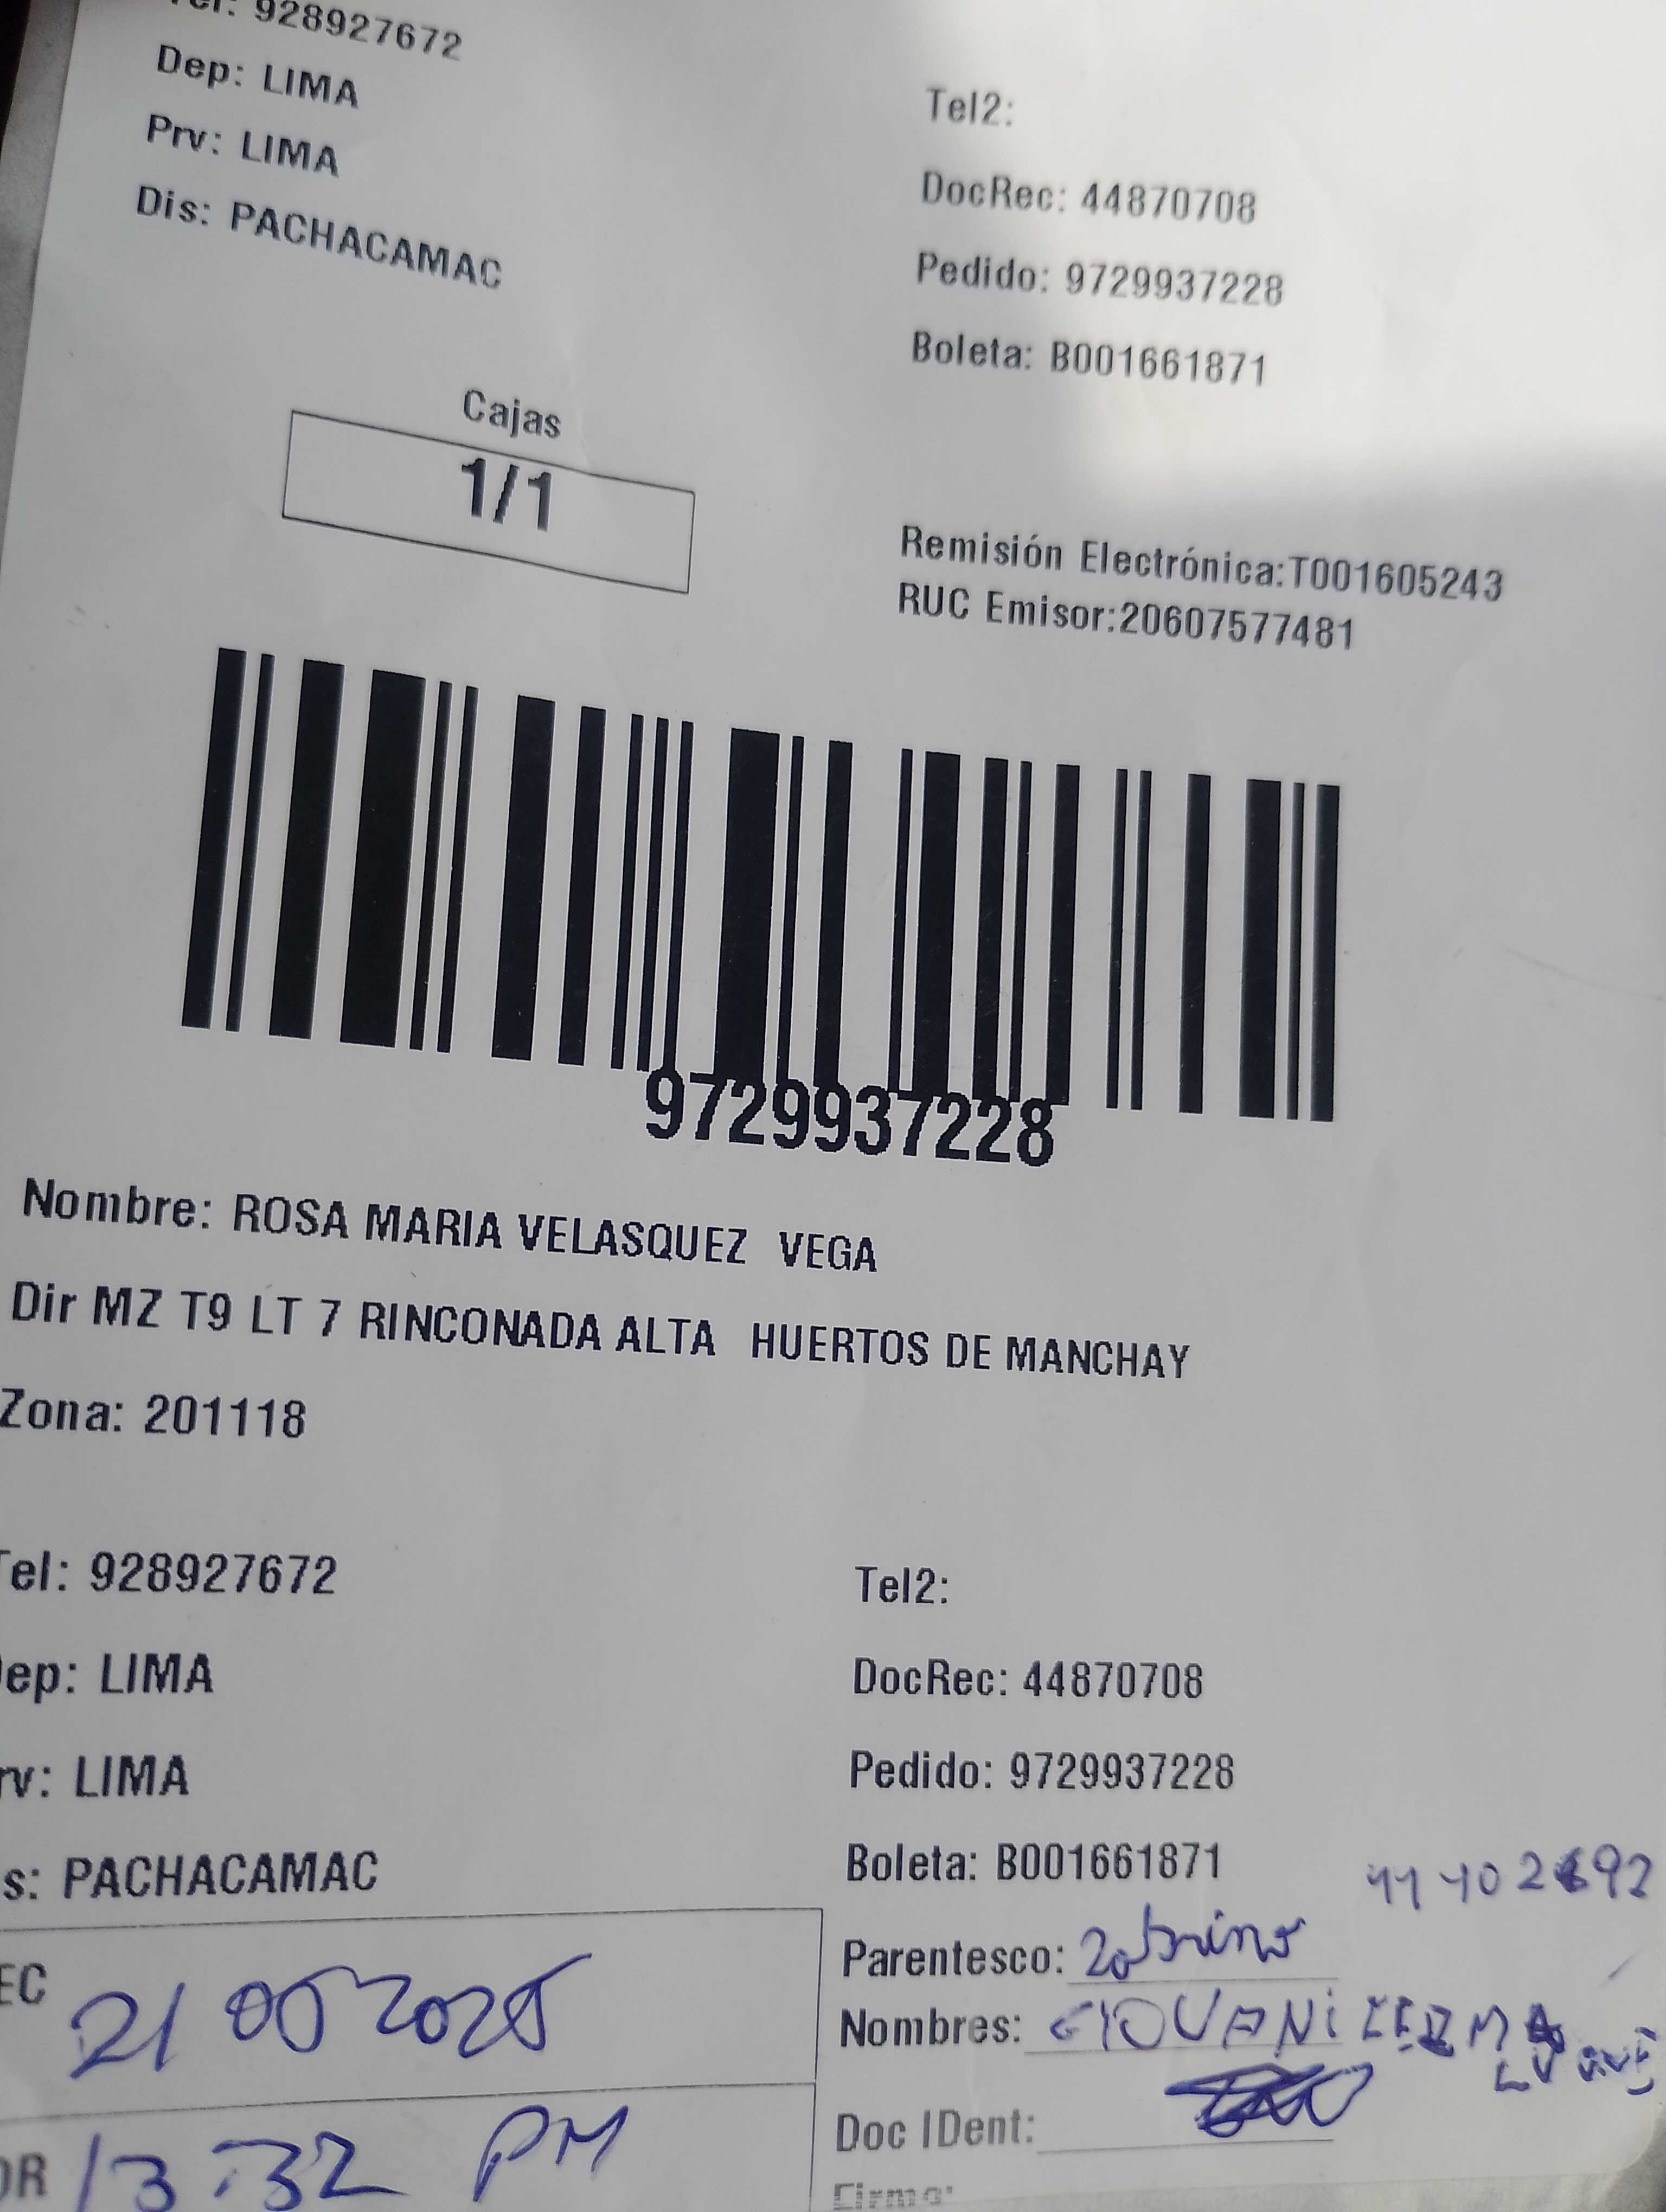 Tel: 928927672
Dep: LIMA
Prv: LIMA
Dis: PACHACAMAC
Tel2:
DocRec: 44870708
Pedido: 9729937228
Boleta: B001661871
Cajas
1/1
Remisión Electrónica:T001605243
RUC Emisor:20607577481
9729937228
Nombre: ROSA MARIA VELASQUEZ VEGA
Dir MZ T9 LT 7 RINCONADA ALTA HUERTOS DE MANCHAY
Zona: 201118
Tel: 928927672
ep: LIMA
rv: LIMA
s: PACHACAMAC
Tel2:
DocRec: 44870708
Pedido: 9729937228
Boleta: B001661871
EC 21 05 2025
OR 13:32 PM
Parentesco: 
Nombres: GIOVANI
Doc IDent:
Firma: